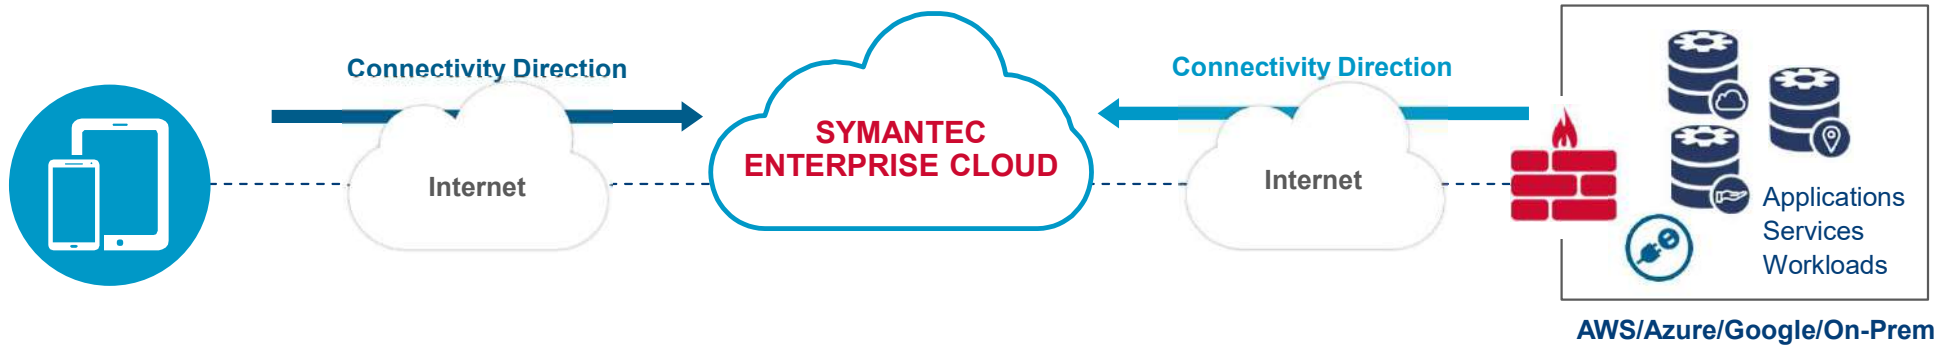 Connectivity Direction
Internet
SYMANTEC
ENTERPRISE CLOUD
Connectivity Direction
Internet
Applications
Services
Workloads
AWS/Azure/Google/On-Prem